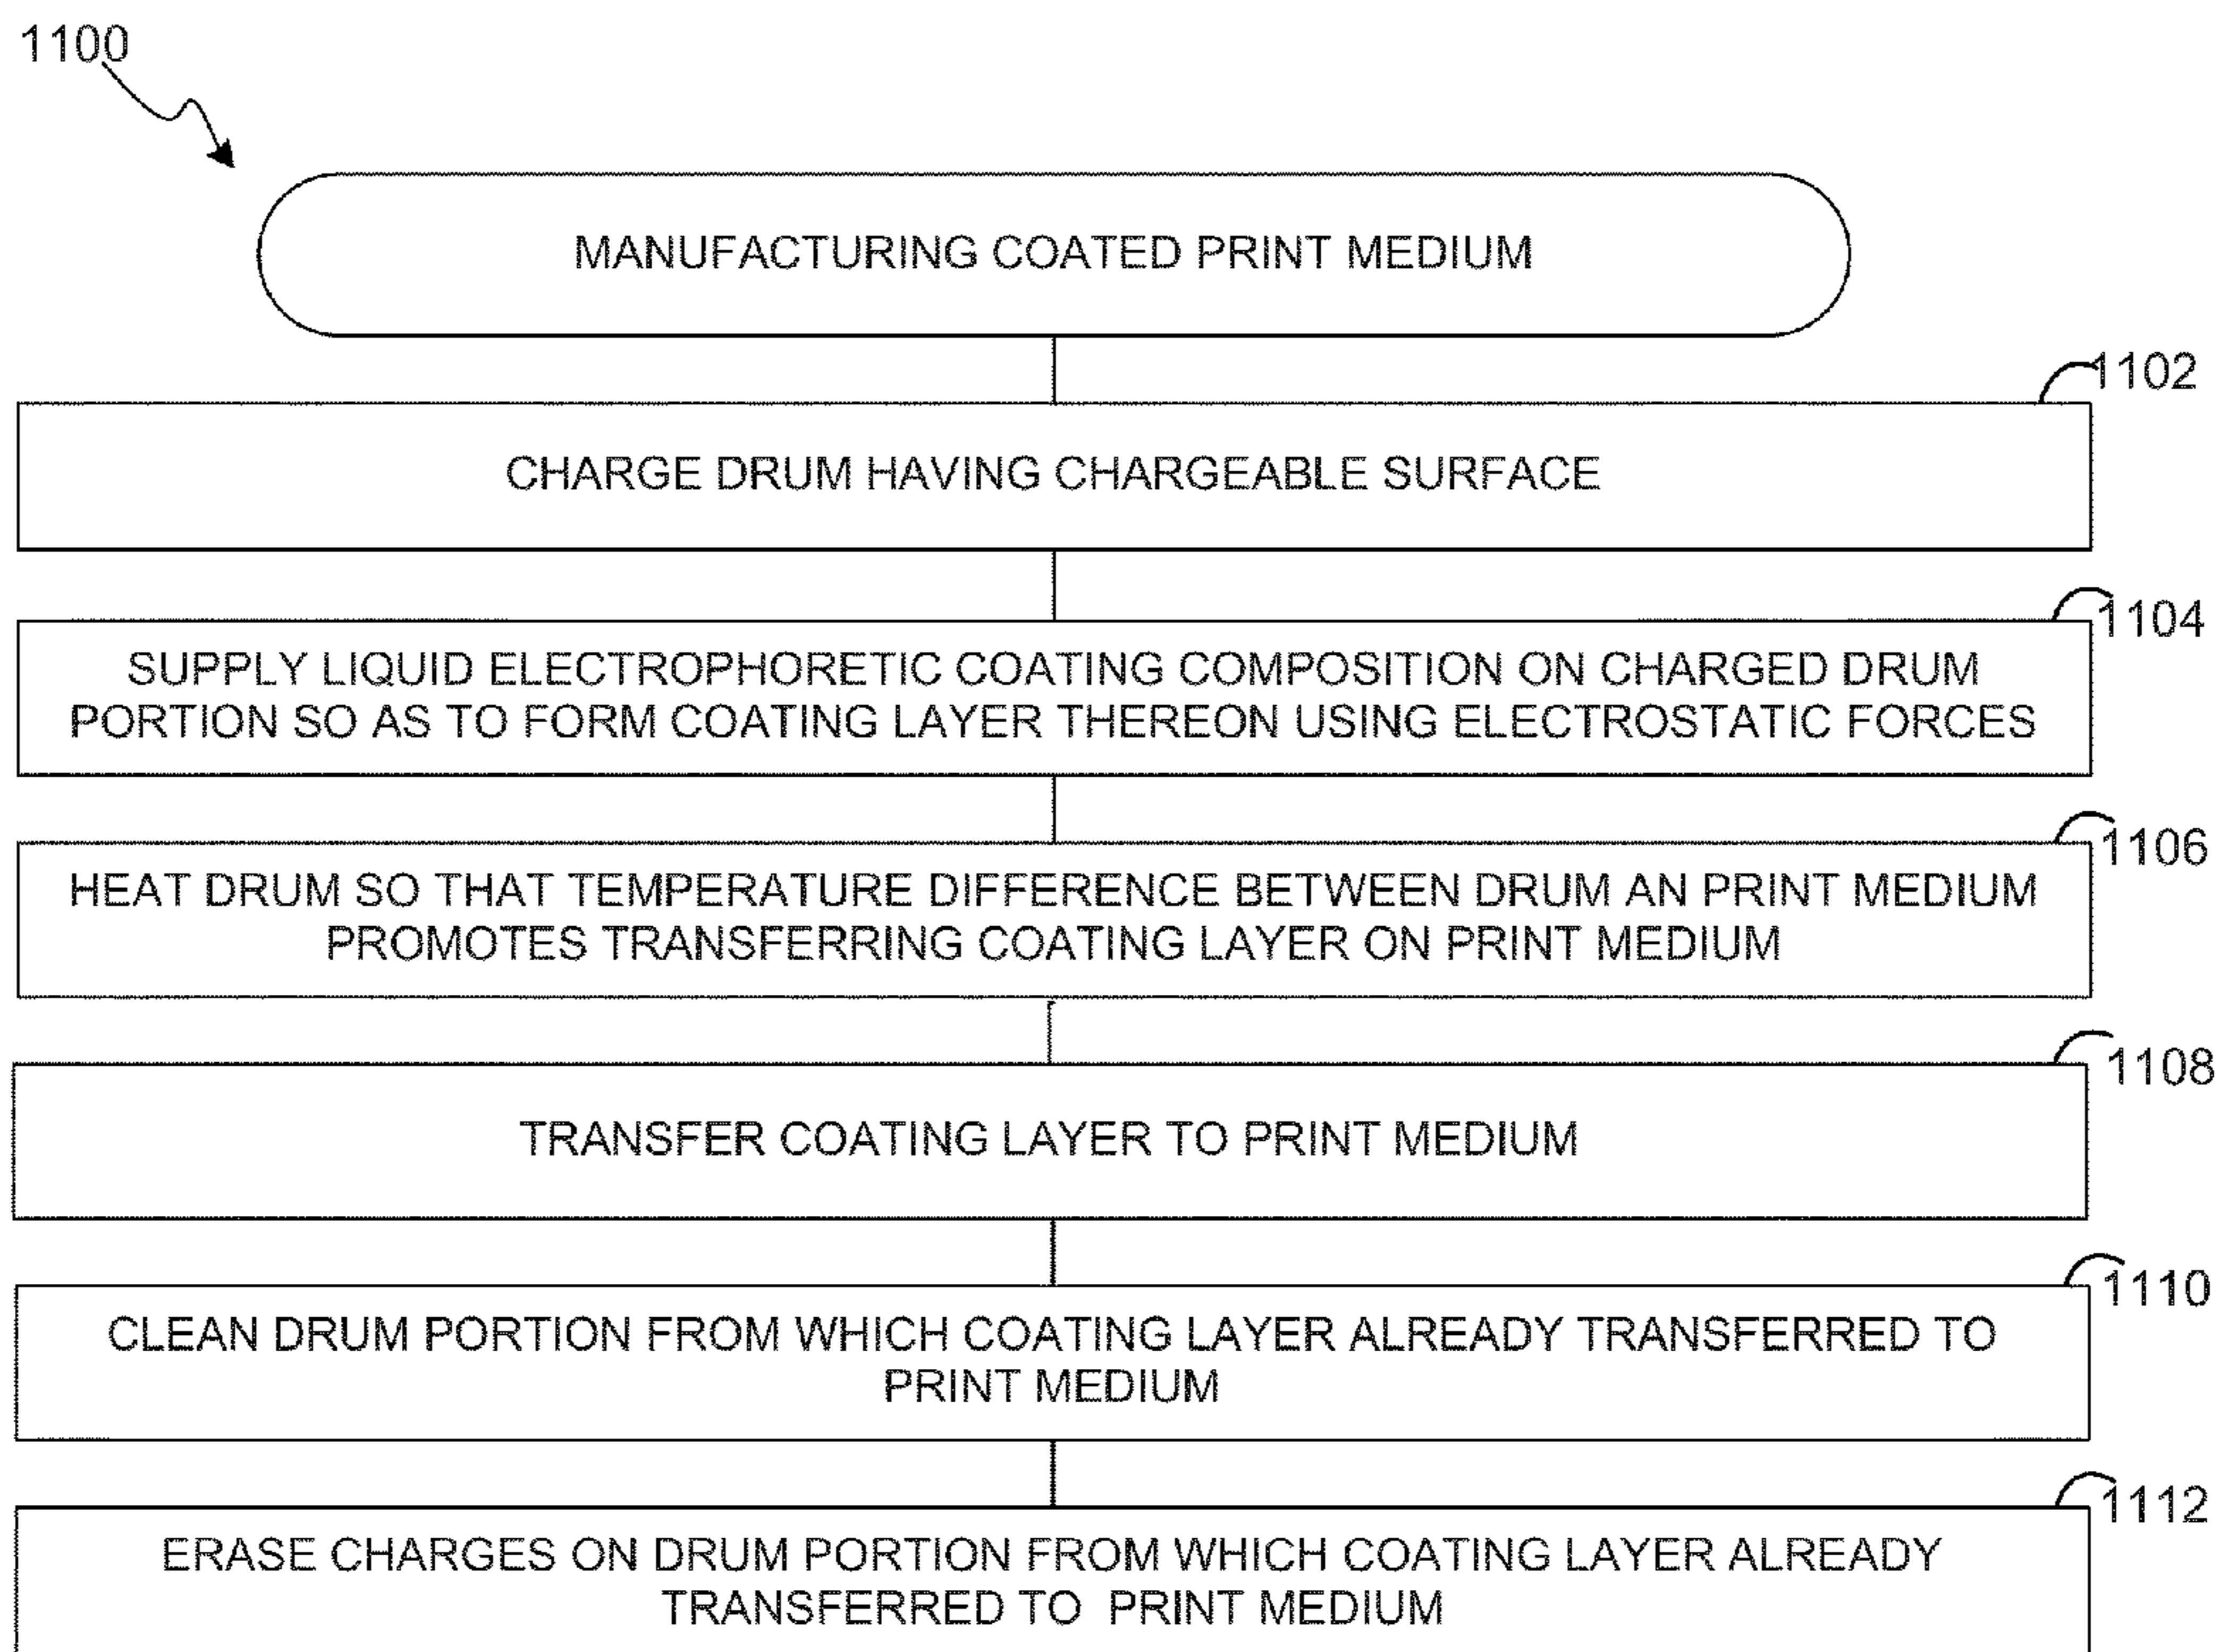 1100
MANUFACTURING COATED PRINT MEDIUM
1102
CHARGE DRUM HAVING CHARGEABLE SURFACE
1104
SUPPLY LIQUID ELECTROPHORETIC COATING COMPOSITION ON CHARGED DRUM
PORTION SO AS TO FORM COATING LAYER THEREON USING ELECTROSTATIC FORCES
1106
HEAT DRUM SO THAT TEMPERATURE DIFFERENCE BETWEEN DRUM AN PRINT MEDIUM
PROMOTES TRANSFERRING COATING LAYER ON PRINT MEDIUM
1108
TRANSFER COATING LAYER TO PRINT MEDIUM
1110
CLEAN DRUM PORTION FROM WHICH COATING LAYER ALREADY TRANSFERRED TO
PRINT MEDIUM
1112
ERASE CHARGES ON DRUM PORTION FROM WHICH COATING LAYER ALREADY
TRANSFERRED TO PRINT MEDIUM